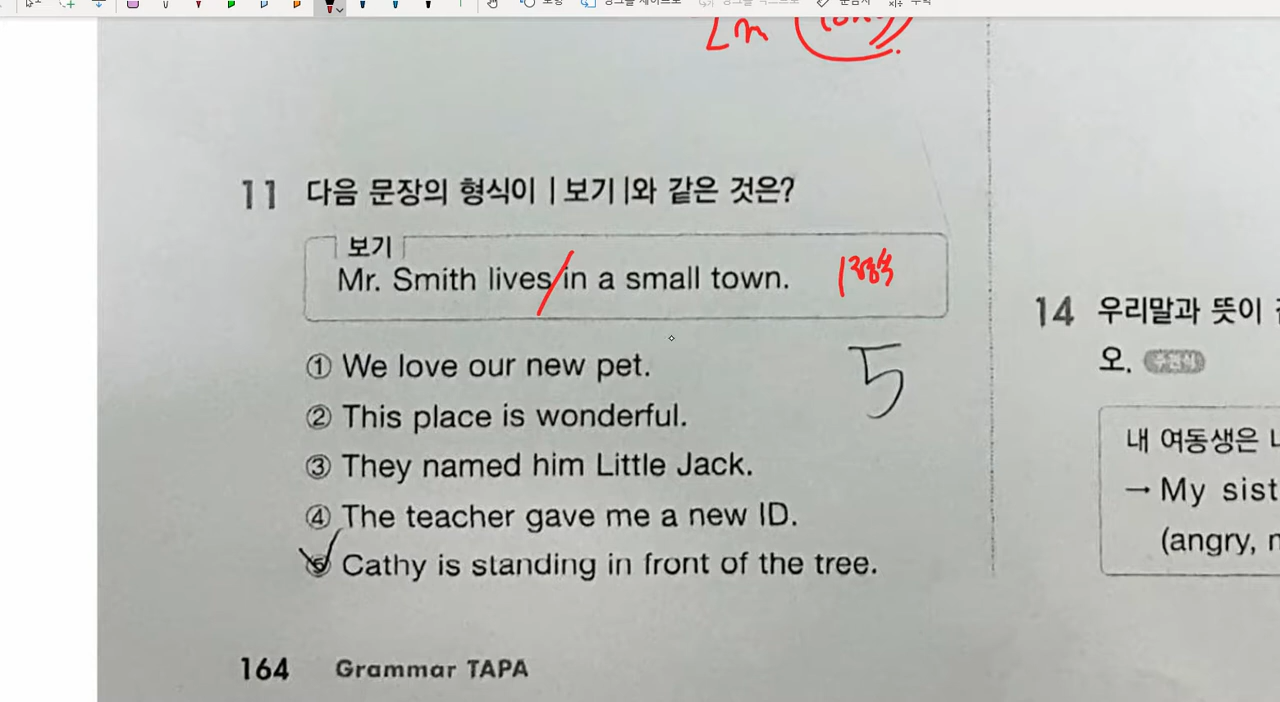 11 다음 문장의 형식이 | 보기 |와 같은 것은?
보기
Mr. Smith lives/in a small town. 1형식
① We love our new pet. 5
② This place is wonderful.
③ They named him Little Jack.
④ The teacher gave me a new ID.
⑤ Cathy is standing in front of the tree.
164 Grammar TAPA
14 우리말과 뜻이
오. 주관식
내 여동생은
→ My sist
(angry,